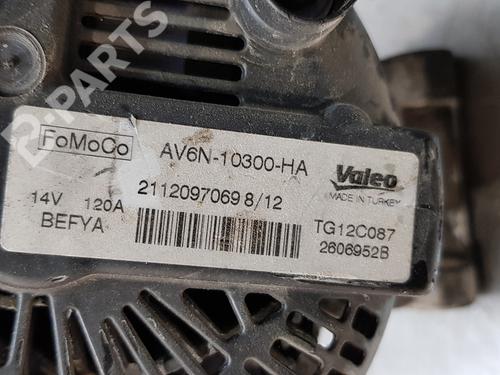 B-PARTS
FoMoCo
AV6N-10300-HA
Valeo
MADE IN TURKEY
14V 120A
2112097069 8/12
BEFYA
TG12C087
2606952B